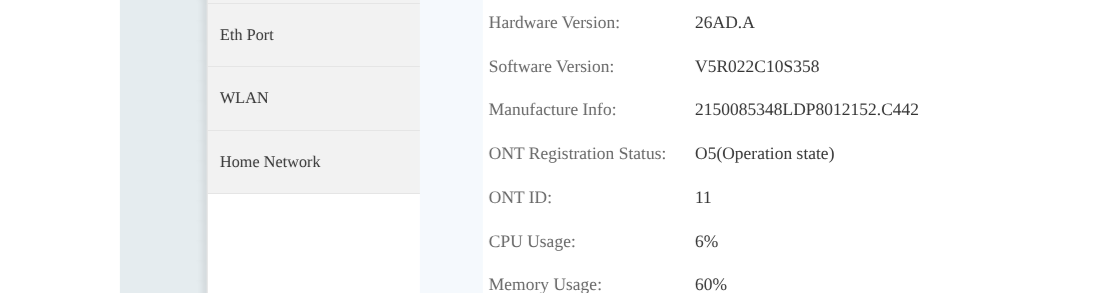 Eth Port
WLAN
Home Network
Hardware Version: 26AD.A
Software Version: V5R022C10S358
Manufacture Info: 2150085348LDP8012152.C442
ONT Registration Status: O5(Operation state)
ONT ID: 11
CPU Usage: 6%
Memory Usage: 60%